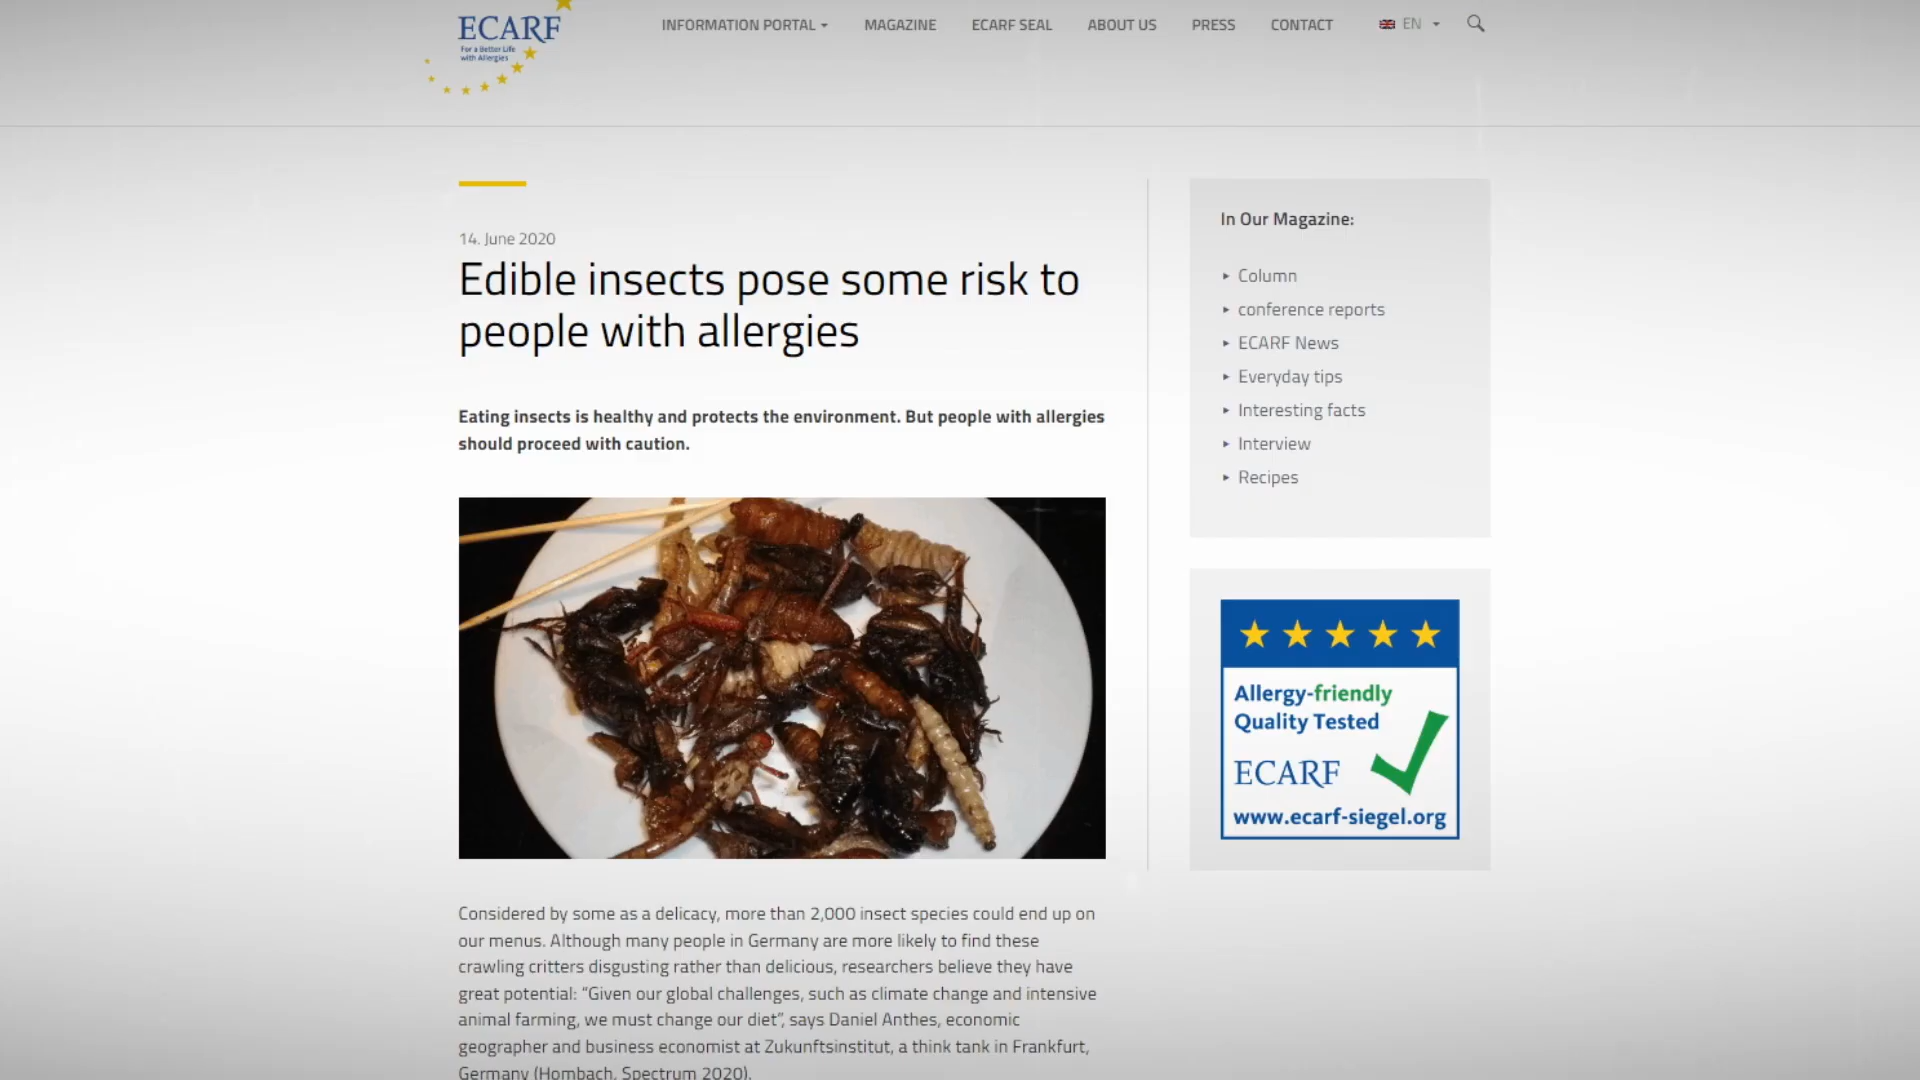 ECARF
For a Better Life
with Allergies
INFORMATION PORTAL
MAGAZINE
ECARF SEAL
ABOUT US
PRESS
CONTACT
EN
14. June 2020
Edible insects pose some risk to
people with allergies
Eating insects is healthy and protects the environment. But people with allergies
should proceed with caution.
Considered by some as a delicacy, more than 2,000 insect species could end up on
our menus. Although many people in Germany are more likely to find these
crawling critters disgusting rather than delicious, researchers believe they have
great potential: “Given our global challenges, such as climate change and intensive
animal farming, we must change our diet”, says Daniel Anthes, economic
geographer and business economist at Zukunftsinstitut, a think tank in Frankfurt,
Germany (Hombach, Spectrum 2020).
In Our Magazine:
Column
conference reports
ECARF News
Everyday tips
Interesting facts
Interview
Recipes
Allergy-friendly
Quality Tested
ECARF
www.ecarf-siegel.org